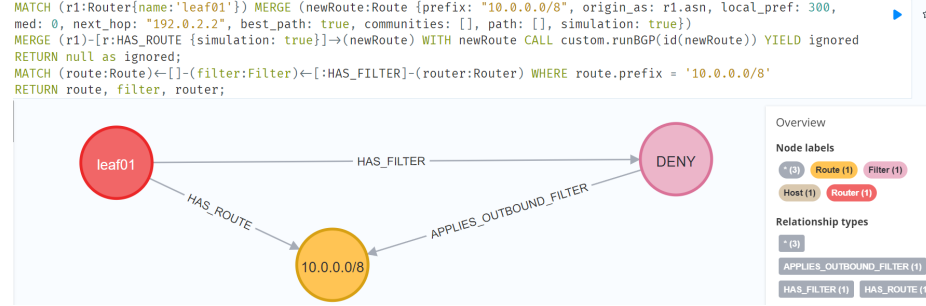 MATCH (r1:Router{name:'leaf01'}) MERGE (newRoute:Route {prefix: "10.0.0.0/8", origin_as: r1.asn, local_pref: 300,
med: 0, next_hop: "192.0.2.2", best_path: true, communities: [], path: [], simulation: true})
MERGE (r1)-[r:HAS_ROUTE {simulation: true}]→(newRoute) WITH newRoute CALL custom.runBGP(id(newRoute)) YIELD ignored
RETURN null as ignored;
MATCH (route:Route)←[]-(filter:Filter)←[:HAS_FILTER]-(router:Router) WHERE route.prefix = '10.0.0.0/8'
RETURN route, filter, router;
leaf01
HAS_FILTER
DENY
HAS_ROUTE
APPLIES_OUTBOUND_FILTER
10.0.0.0/8
Overview
Node labels
* (3) Route (1) Filter (1)
Host (1) Router (1)
Relationship types
* (3)
APPLIES_OUTBOUND_FILTER (1)
HAS_FILTER (1) HAS_ROUTE (1